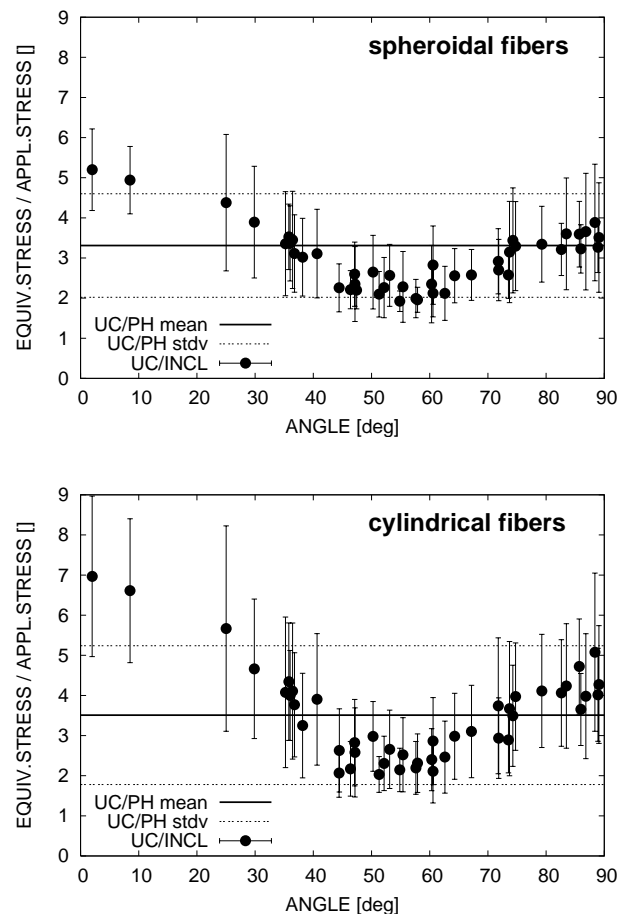 9
spheroidal fibers
8
7
6
5
4
3
2
UC/PH mean
1
UC/PH stdv
UC/INCL
0
EQUIV.STRESS / APPL.STRESS []
0 10 20 30 40 50 60 70 80 90
ANGLE [deg]
9
cylindrical fibers
8
7
6
5
4
3
2
UC/PH mean
1
UC/PH stdv
UC/INCL
0
EQUIV.STRESS / APPL.STRESS []
0 10 20 30 40 50 60 70 80 90
ANGLE [deg]